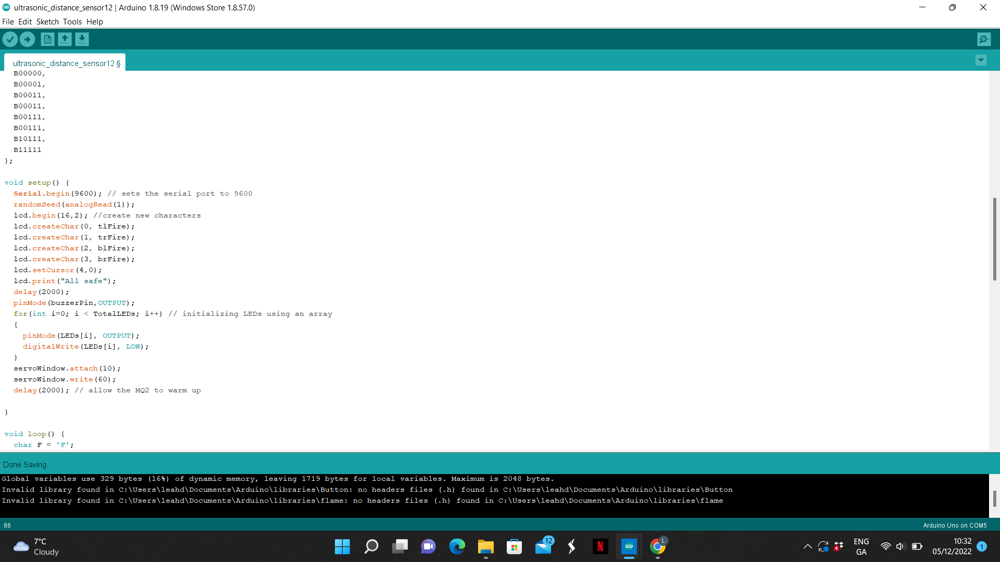 ultrasonic_distance_sensor12 | Arduino 1.8.19 (Windows Store 1.8.57.0)
File Edit Sketch Tools Help
ultrasonic_distance_sensor12 §
B00000,
B00001,
B00011,
B00011,
B00111,
B00111,
B10111,
B11111
};
void setup() {
Serial.begin(9600); // sets the serial port to 9600
randomSeed(analogRead(1));
lcd.begin(16,2); //create new characters
lcd.createChar(0, tlFire);
lcd.createChar(1, trFire);
lcd.createChar(2, blFire);
lcd.createChar(3, brFire);
lcd.setCursor(4,0);
lcd.print("All safe");
delay(2000);
pinMode(buzzerPin,OUTPUT);
for(int i=0; i < TotalLEDs; i++) // initializing LEDs using an array
{
pinMode(LEDs[i], OUTPUT);
digitalWrite(LEDs[i], LOW);
}
servoWindow.attach(10);
servoWindow.write(60);
delay(2000); // allow the MQ2 to warm up
}
void loop() {
char F = 'F';
Done Saving.
Global variables use 329 bytes (16%) of dynamic memory, leaving 1719 bytes for local variables. Maximum is 2048 bytes.
Invalid library found in C:\Users\leahd\Documents\Arduino\libraries\Button: no headers files (.h) found in C:\Users\leahd\Documents\Arduino\libraries\Button
Invalid library found in C:\Users\leahd\Documents\Arduino\libraries\flame: no headers files (.h) found in C:\Users\leahd\Documents\Arduino\libraries\flame
86
Arduino Uno on COM5
7°C
Cloudy
12
N
L
4
ENG
GA
10:32
05/12/2022
1